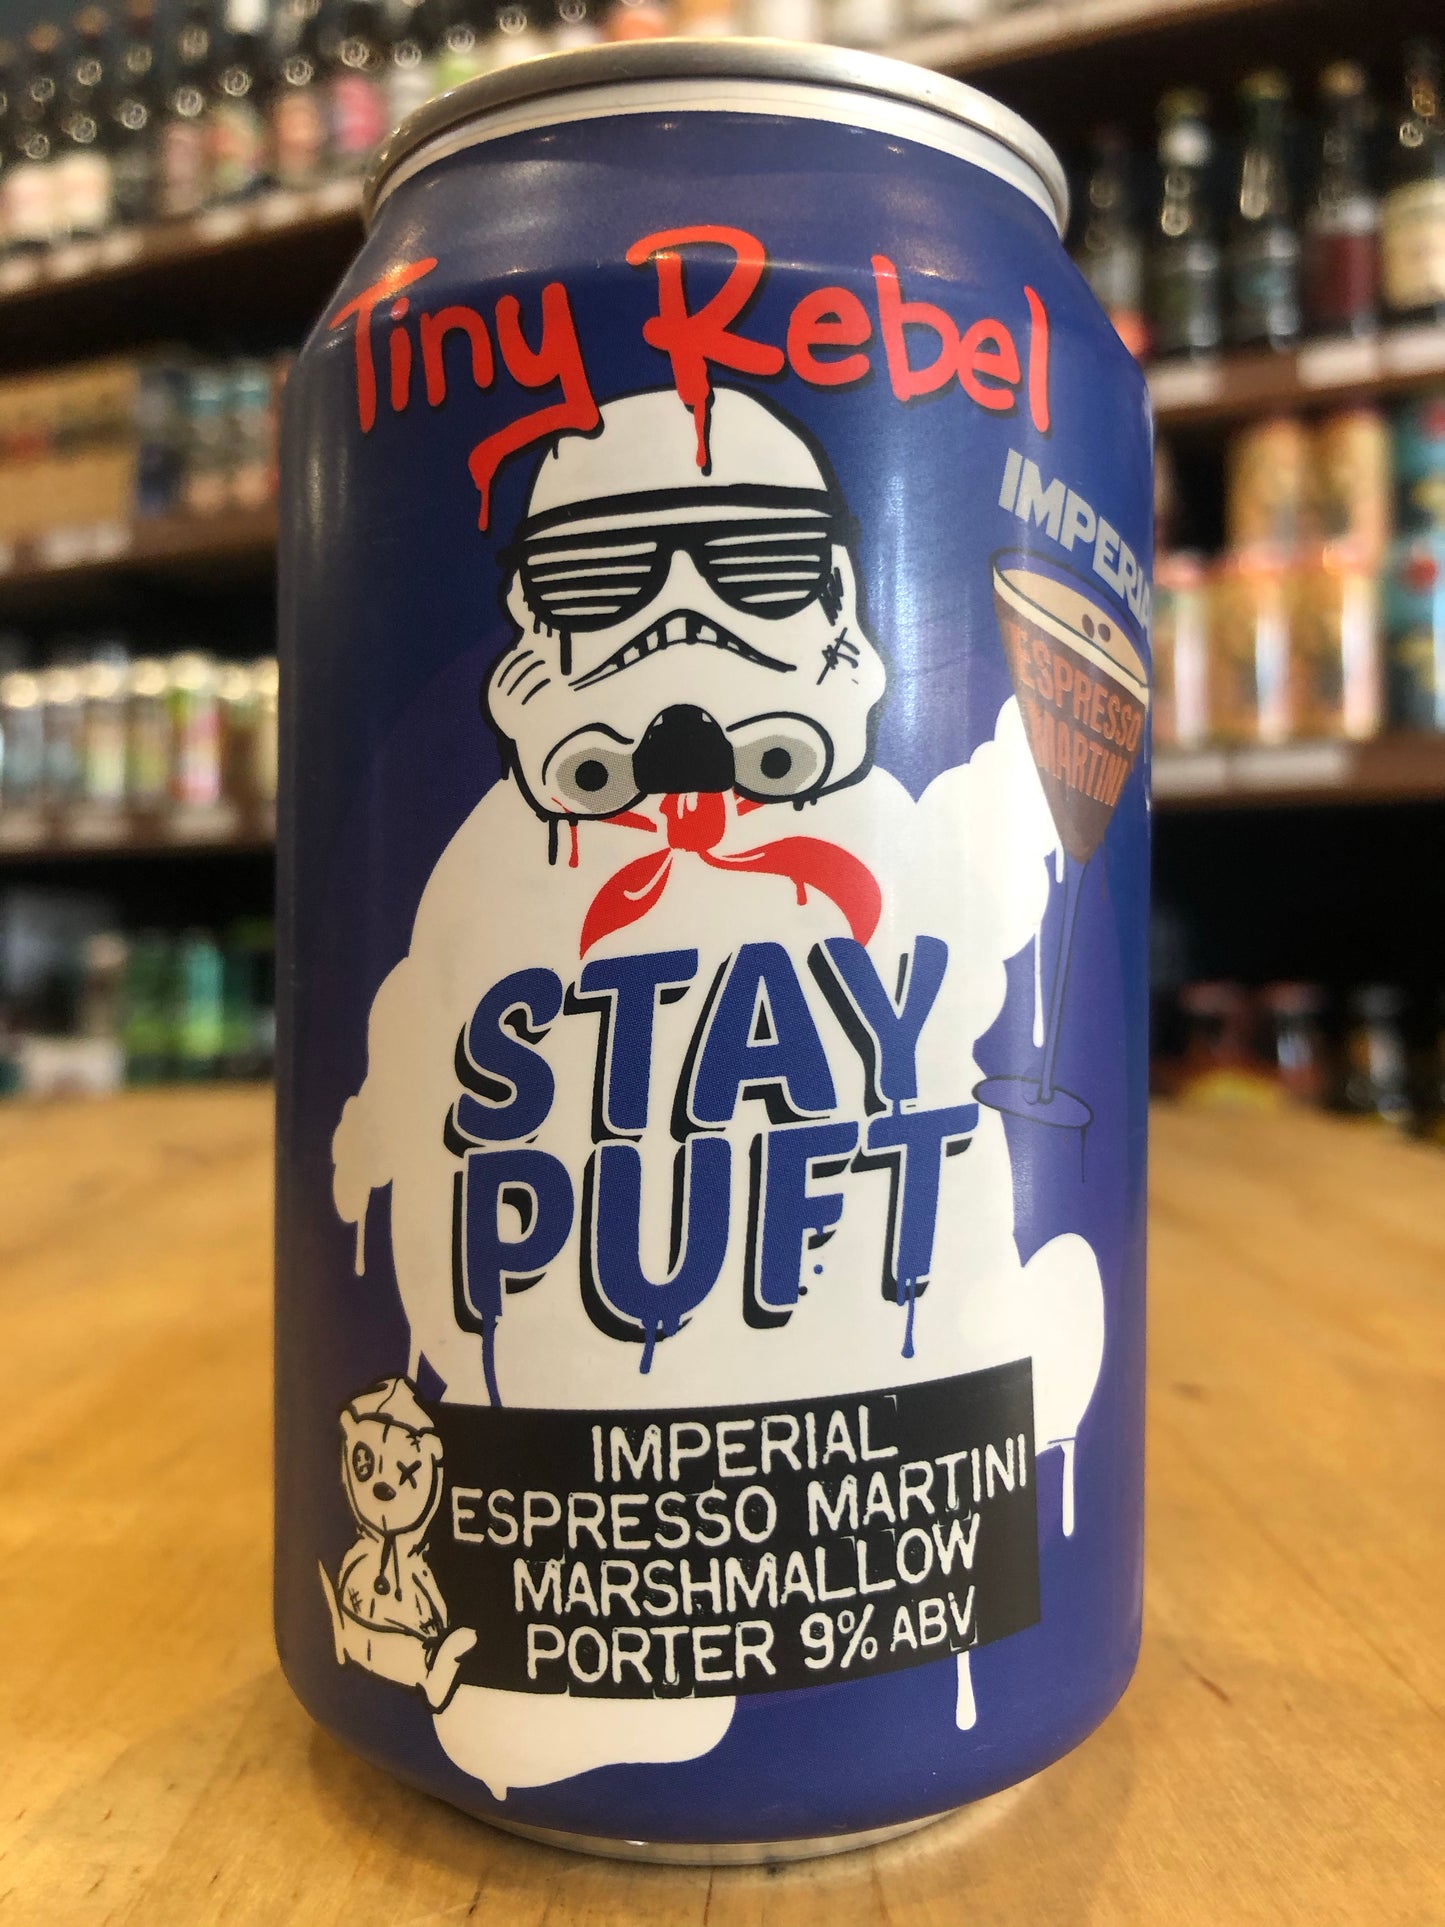 Tiny Rebel
IMPERIAL
ESPRESSO
MARTINI
STAY
PUFT
IMPERIAL
ESPRESSO MARTINI
MARSHMALLOW
PORTER 9% ABV